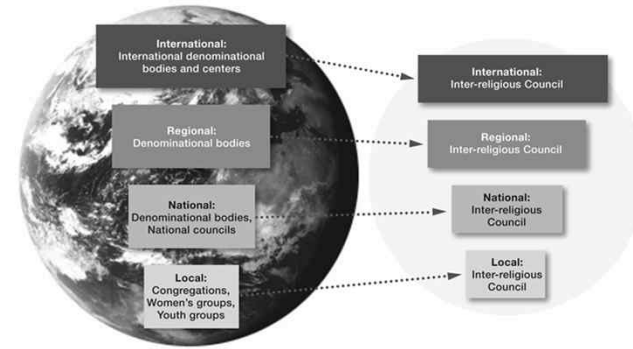 International:
International denominational
bodies and centers
International:
Inter-religious Council
Regional:
Denominational bodies
Regional:
Inter-religious Council
National:
Denominational bodies,
National councils
National:
Inter-religious
Council
Local:
Congregations,
Women's groups,
Youth groups
Local:
Inter-religious
Council